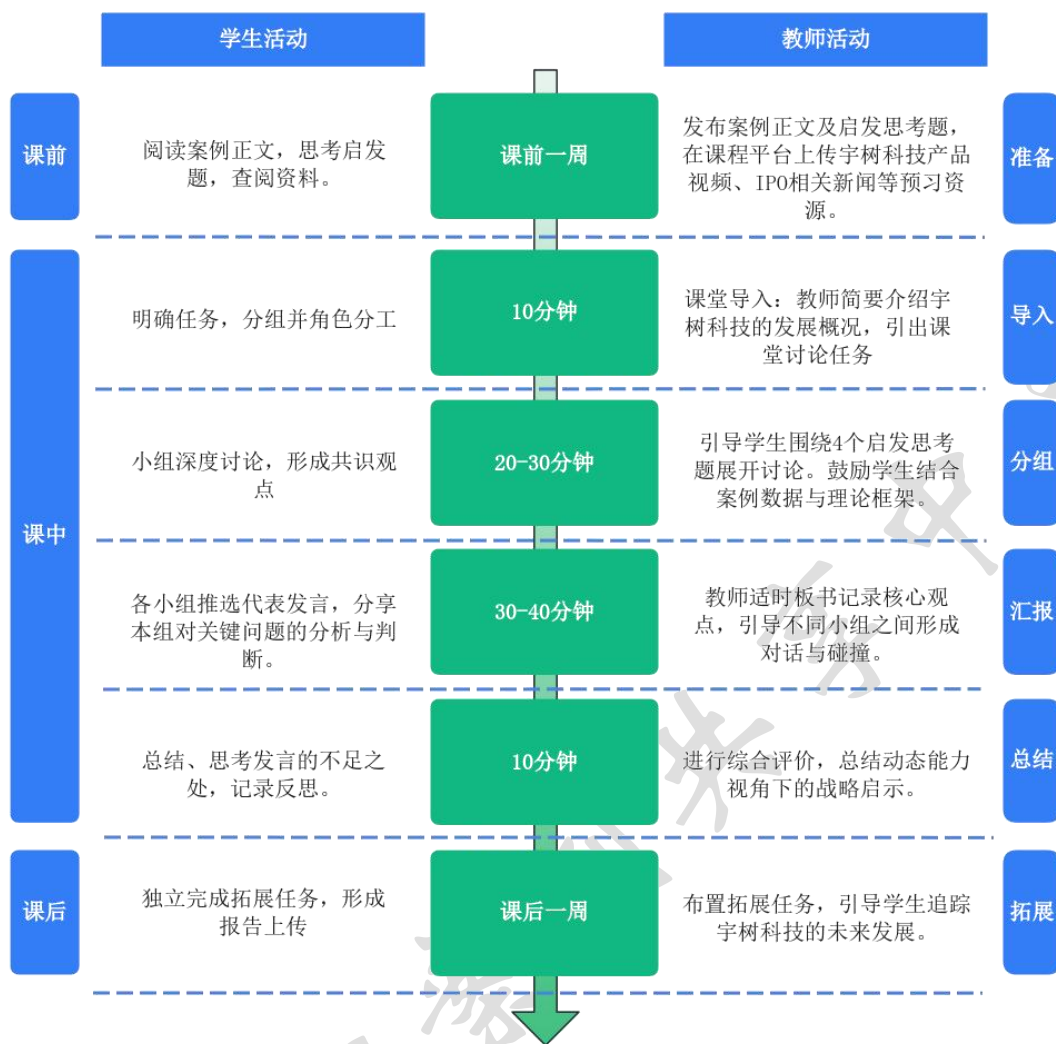 学生活动
教师活动
课前
阅读案例正文，思考启发
题，查阅资料。
课前一周
发布案例正文及启发思考题，
在课程平台上传宇树科技产品
视频、IPO相关新闻等预习资
源。
准备
课中
明确任务，分组并角色分工
10分钟
课堂导入：教师简要介绍宇
树科技的发展概况，引出课
堂讨论任务
导入
小组深度讨论，形成共识观
点
20-30分钟
引导学生围绕4个启发思考
题展开讨论。鼓励学生结合
案例数据与理论框架。
分组
各小组推选代表发言，分享
本组对关键问题的分析与判
断。
30-40分钟
教师适时板书记录核心观
点，引导不同小组之间形成
对话与碰撞。
汇报
总结、思考发言的不足之
处，记录反思。
10分钟
进行综合评价，总结动态能力
视角下的战略启示。
总结
课后
独立完成拓展任务，形成
报告上传
课后一周
布置拓展任务，引导学生追踪
宇树科技的未来发展。
拓展